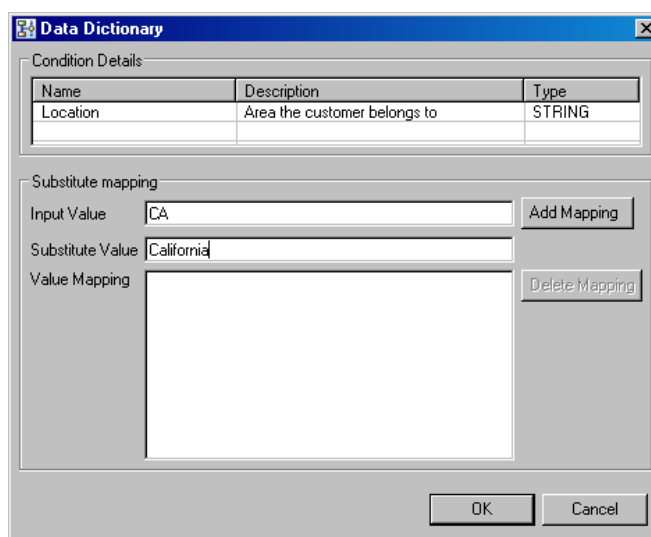 Data Dictionary
Condition Details
Name Description Type
Location Area the customer belongs to STRING
Substitute mapping
Input Value CA Add Mapping
Substitute Value California
Value Mapping Delete Mapping
OK Cancel